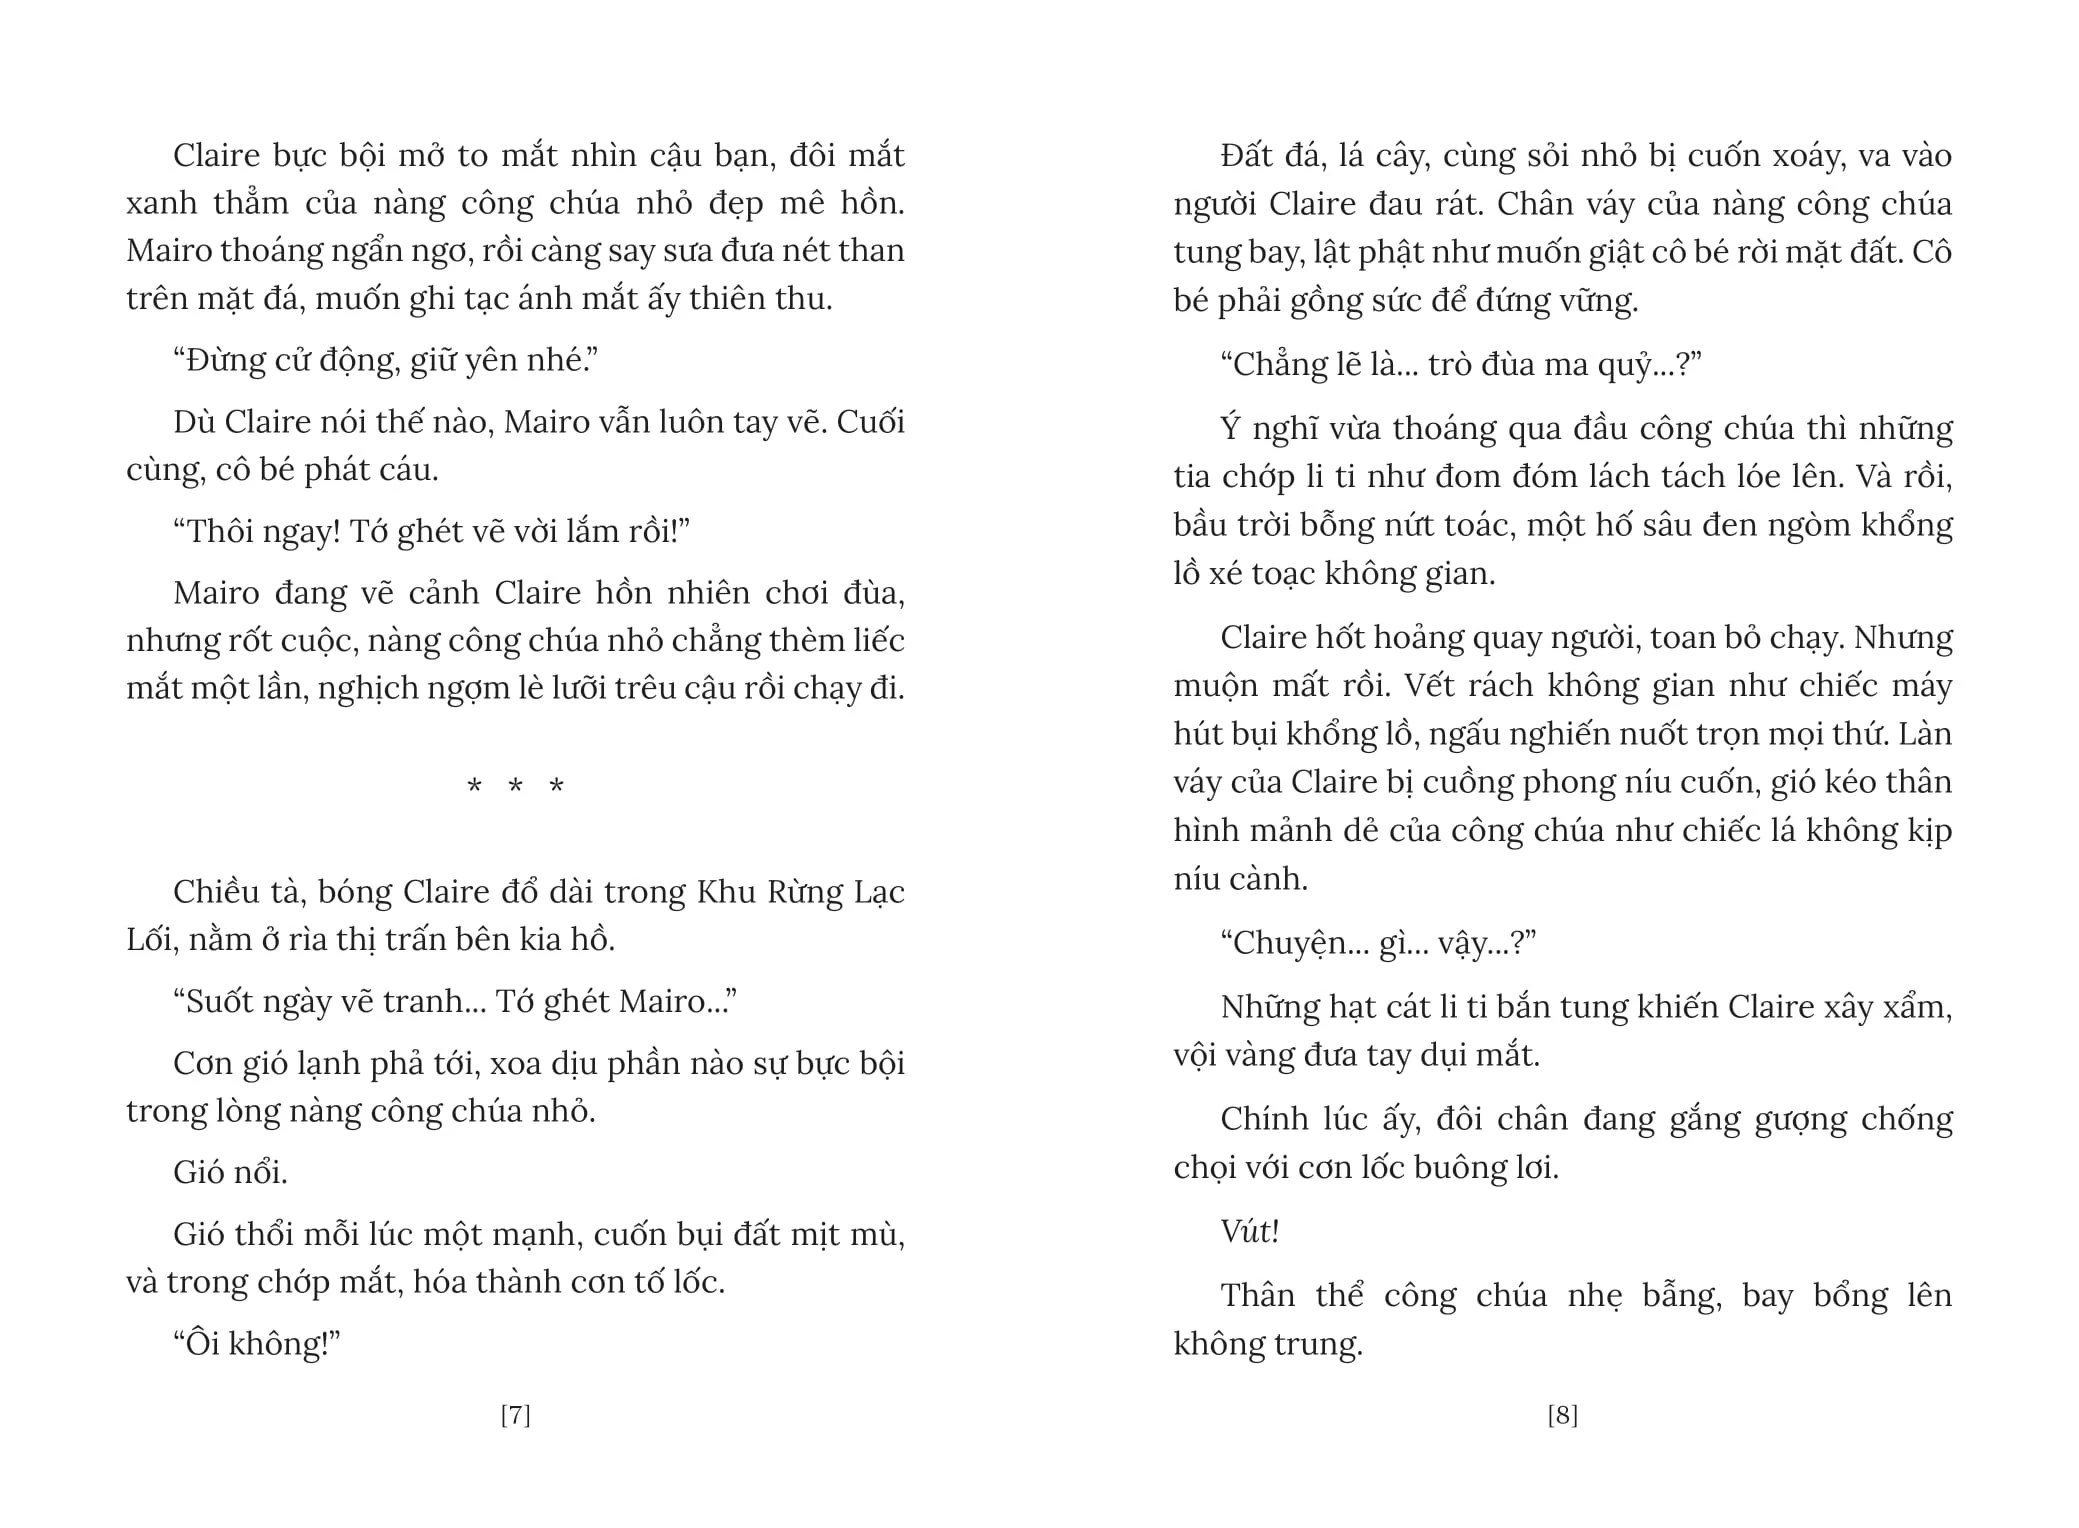 Claire bực bội mở to mắt nhìn cậu bạn, đôi mắt
xanh thẳm của nàng công chúa nhỏ đẹp mê hồn.
Mairo thoáng ngẩn ngơ, rồi càng say sưa đưa nét than
trên mặt đá, muốn ghi tạc ánh mắt ấy thiên thu.
“Đừng cử động, giữ yên nhé.”
Dù Claire nói thế nào, Mairo vẫn luôn tay vẽ. Cuối
cùng, cô bé phát cáu.
“Thôi ngay! Tớ ghét vẽ vời lắm rồi!”
Mairo đang vẽ cảnh Claire hồn nhiên chơi đùa,
nhưng rốt cuộc, nàng công chúa nhỏ chẳng thèm liếc
mắt một lần, nghịch ngợm lè lưỡi trêu cậu rồi chạy đi.
* * *
Chiều tà, bóng Claire đổ dài trong Khu Rừng Lạc
Lối, nằm ở rìa thị trấn bên kia hồ.
“Suốt ngày vẽ tranh... Tớ ghét Mairo...”
Cơn gió lạnh phả tới, xoa dịu phần nào sự bực bội
trong lòng nàng công chúa nhỏ.
Gió nổi.
Gió thổi mỗi lúc một mạnh, cuốn bụi đất mịt mù,
và trong chớp mắt, hóa thành cơn tố lốc.
“Ôi không!”
[7]
Đất đá, lá cây, cùng sỏi nhỏ bị cuốn xoáy, va vào
người Claire đau rát. Chân váy của nàng công chúa
tung bay, lật phật như muốn giật cô bé rời mặt đất. Cô
bé phải gồng sức để đứng vững.
“Chẳng lẽ là... trò đùa ma quỷ...?”
Ý nghĩ vừa thoáng qua đầu công chúa thì những
tia chớp li ti như đom đóm lách tách lóe lên. Và rồi,
bầu trời bỗng nứt toác, một hố sâu đen ngòm khổng
lồ xé toạc không gian.
Claire hốt hoảng quay người, toan bỏ chạy. Nhưng
muộn mất rồi. Vết rách không gian như chiếc máy
hút bụi khổng lồ, ngấu nghiến nuốt trọn mọi thứ. Làn
váy của Claire bị cuồng phong níu cuốn, gió kéo thân
hình mảnh dẻ của công chúa như chiếc lá không kịp
níu cành.
“Chuyện... gì... vậy...?”
Những hạt cát li ti bắn tung khiến Claire xây xẩm,
vội vàng đưa tay dụi mắt.
Chính lúc ấy, đôi chân đang gắng gượng chống
chọi với cơn lốc buông lơi.
Vút!
Thân thể công chúa nhẹ bẫng, bay bổng lên
không trung.
[8]